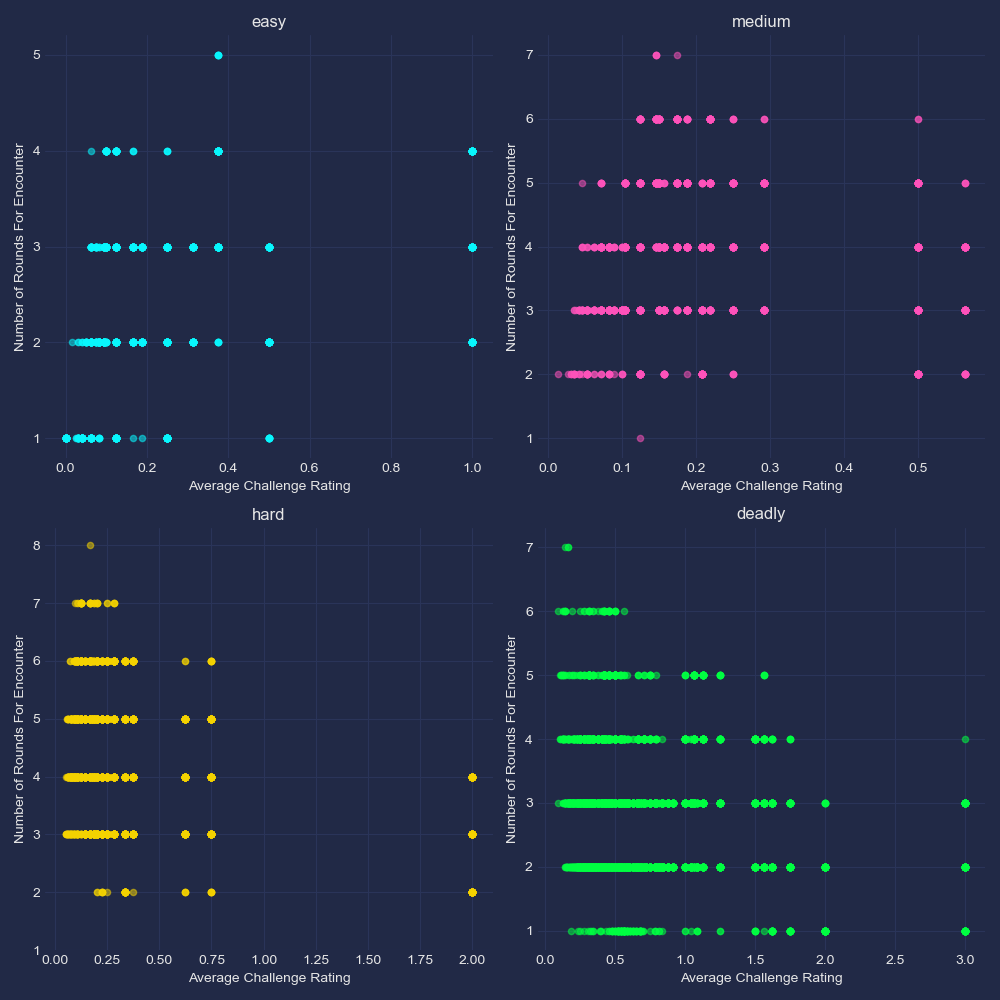 easy
Number of Rounds For Encounter
5
4
3
2
1
0.0 0.2 0.4 0.6 0.8 1.0
Average Challenge Rating
medium
Number of Rounds For Encounter
7
6
5
4
3
2
1
0.0 0.1 0.2 0.3 0.4 0.5
Average Challenge Rating
hard
Number of Rounds For Encounter
8
7
6
5
4
3
2
1
0.00 0.25 0.50 0.75 1.00 1.25 1.50 1.75 2.00
Average Challenge Rating
deadly
Number of Rounds For Encounter
7
6
5
4
3
2
1
0.0 0.5 1.0 1.5 2.0 2.5 3.0
Average Challenge Rating